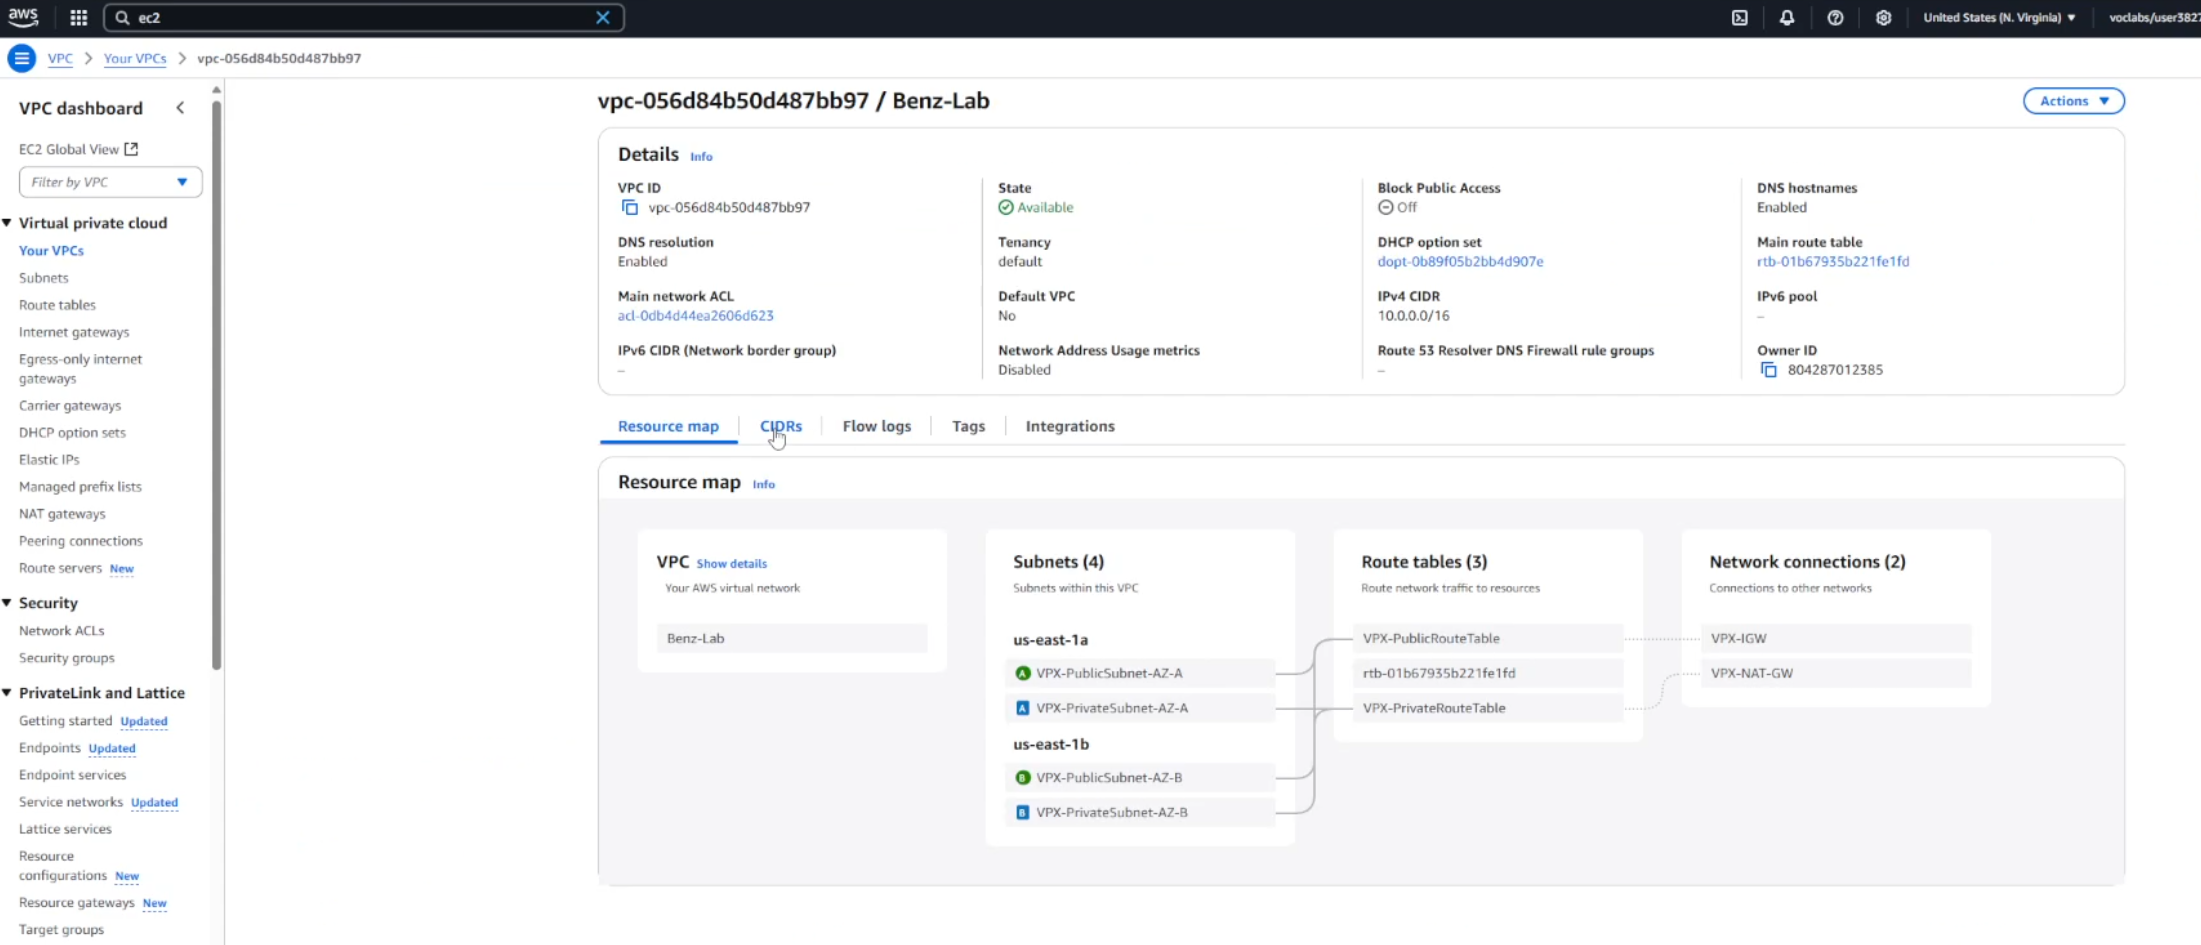 aws
ec2
United States (N. Virginia)
voclabs/user3827
VPC
Your VPCs
vpc-056d84b50d487bb97
VPC dashboard
EC2 Global View
Filter by VPC
Virtual private cloud
Your VPCs
Subnets
Route tables
Internet gateways
Egress-only internet
gateways
Carrier gateways
DHCP option sets
Elastic IPs
Managed prefix lists
NAT gateways
Peering connections
Route servers New
Security
Network ACLs
Security groups
PrivateLink and Lattice
Getting started Updated
Endpoints Updated
Endpoint services
Service networks Updated
Lattice services
Resource
configurations New
Resource gateways New
Target groups
vpc-056d84b50d487bb97 / Benz-Lab
Actions
Details Info
VPC ID
vpc-056d84b50d487bb97
State
Available
Block Public Access
Off
DNS hostnames
Enabled
DNS resolution
Enabled
Tenancy
default
DHCP option set
dopt-0b89f05b2bb4d907e
Main route table
rtb-01b67935b221fe1fd
Main network ACL
acl-0db4d44ea2606d623
Default VPC
No
IPv4 CIDR
10.0.0.0/16
IPv6 pool
–
IPv6 CIDR (Network border group)
–
Network Address Usage metrics
Disabled
Route 53 Resolver DNS Firewall rule groups
–
Owner ID
804287012385
Resource map
CIDRs
Flow logs
Tags
Integrations
Resource map Info
VPC Show details
Your AWS virtual network
Benz-Lab
Subnets (4)
Subnets within this VPC
us-east-1a
A VPX-PublicSubnet-AZ-A
A VPX-PrivateSubnet-AZ-A
us-east-1b
B VPX-PublicSubnet-AZ-B
B VPX-PrivateSubnet-AZ-B
Route tables (3)
Route network traffic to resources
VPX-PublicRouteTable
rtb-01b67935b221fe1fd
VPX-PrivateRouteTable
Network connections (2)
Connections to other networks
VPX-IGW
VPX-NAT-GW